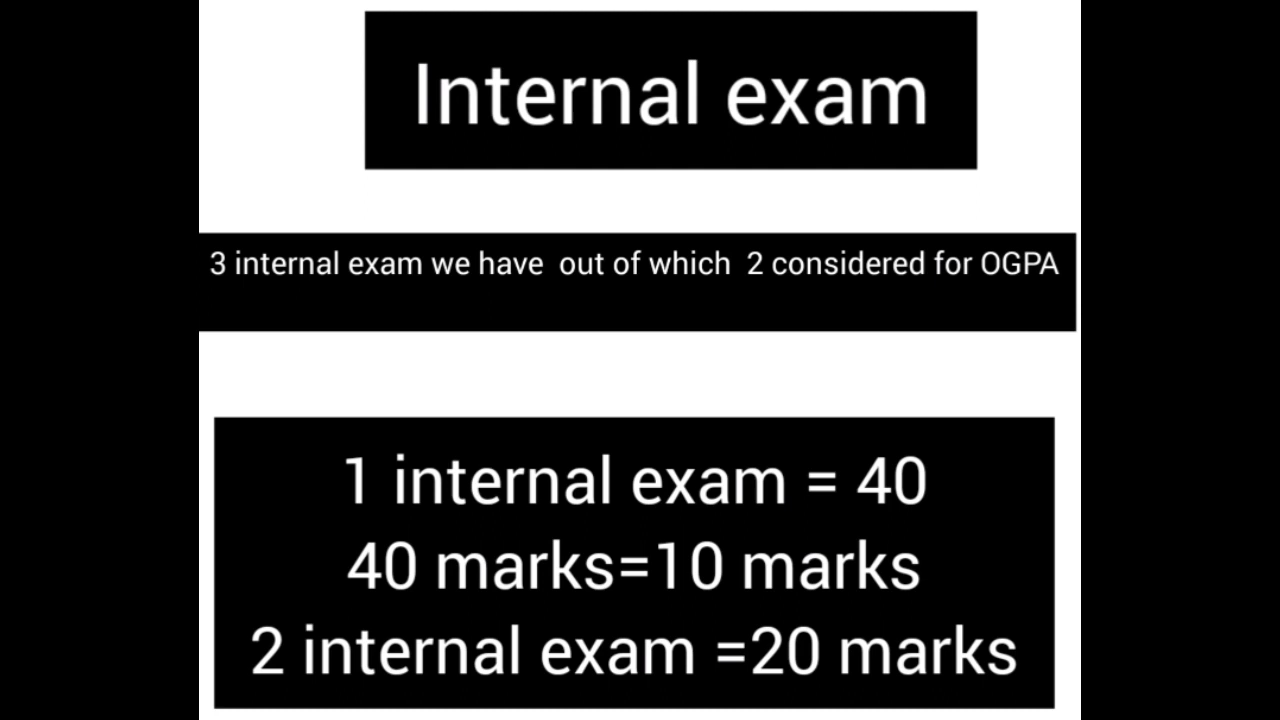 Internal exam
3 internal exam we have  out of which  2 considered for OGPA
1 internal exam = 40
40 marks=10 marks
2 internal exam =20 marks